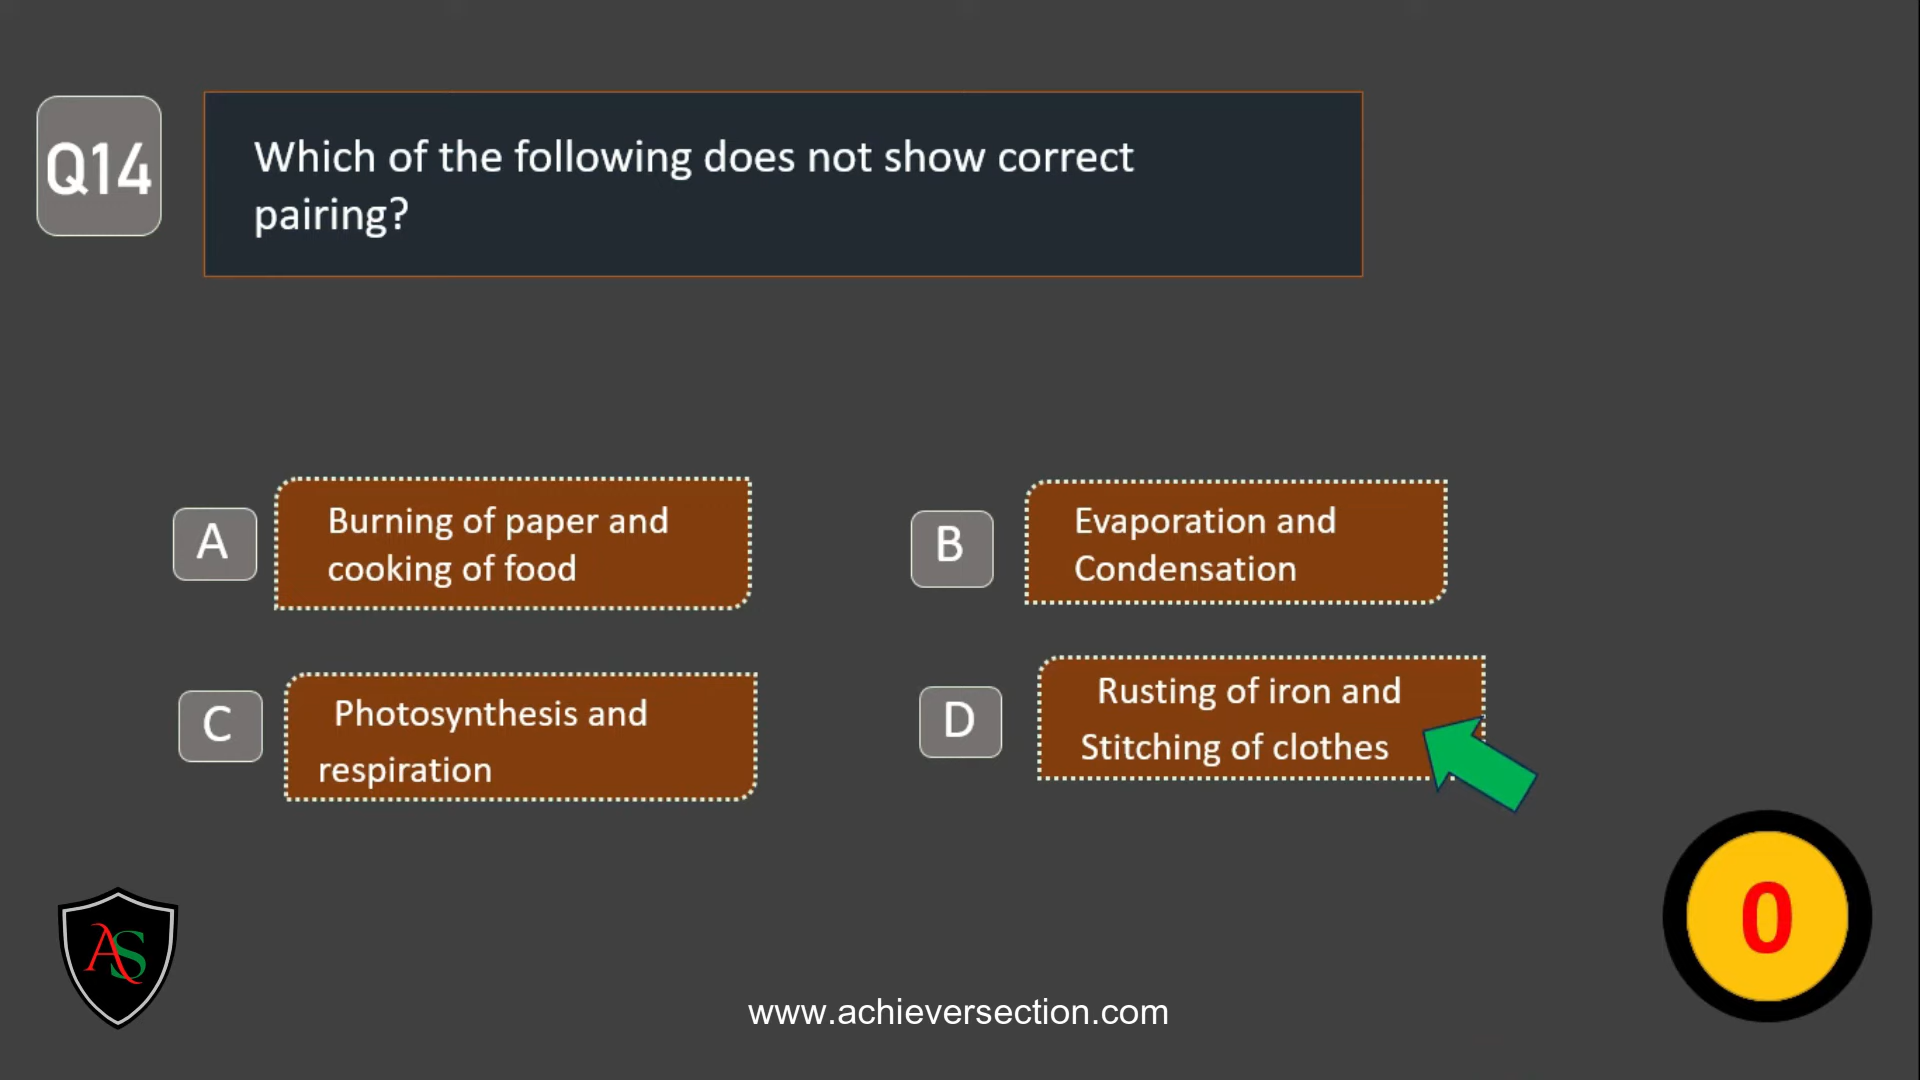 Q14
Which of the following does not show correct
pairing?
A
Burning of paper and
cooking of food
B
Evaporation and
Condensation
C
Photosynthesis and
respiration
D
Rusting of iron and
Stitching of clothes
AS
0
www.achieversection.com